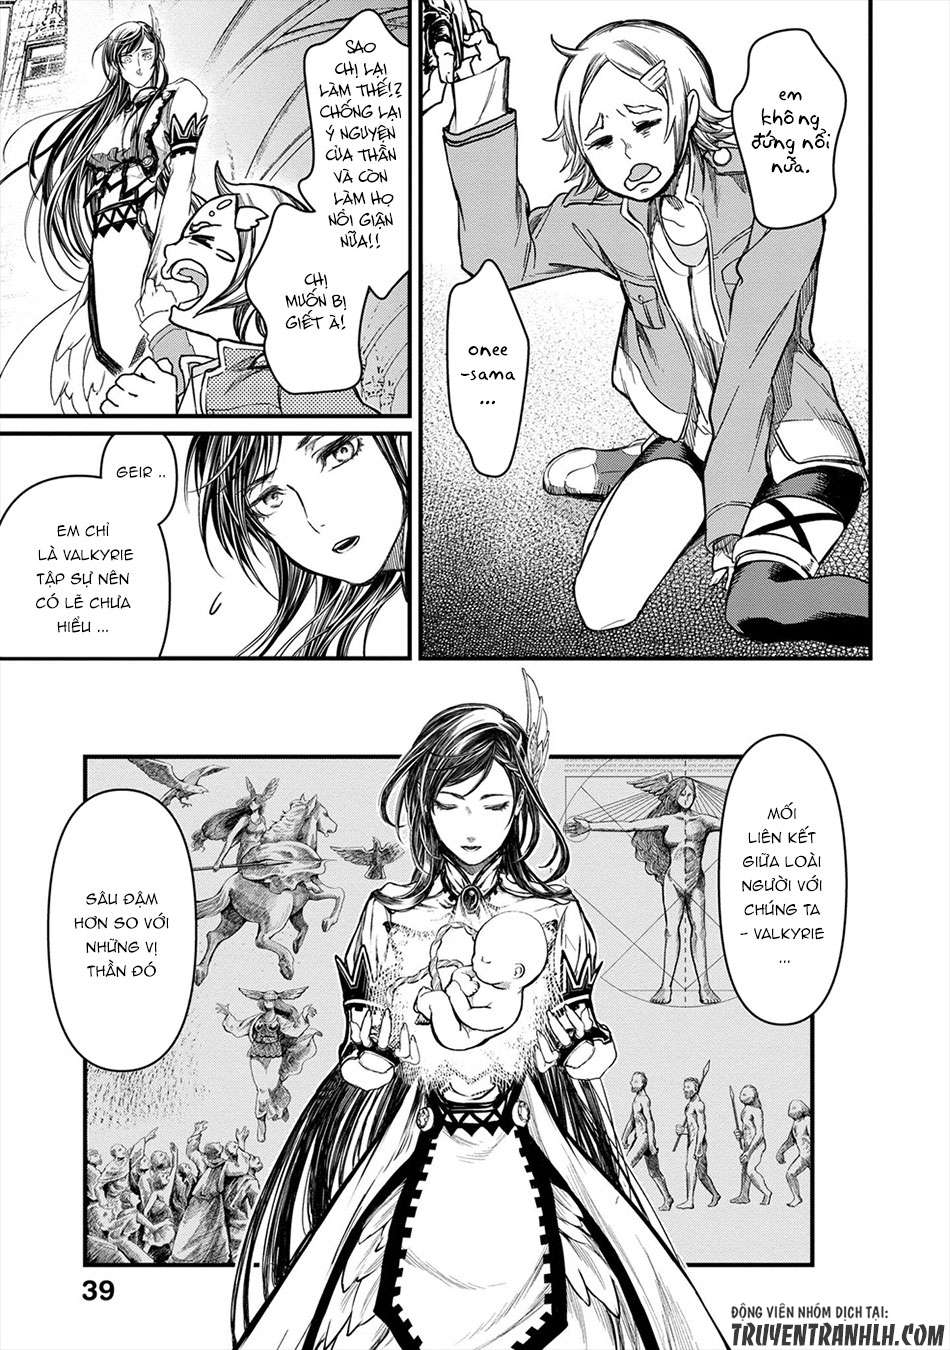 em
không
đứng nổi
nữa.
onee
-sama
...
SAO
CHỊ LẠI
LÀM THẾ!?
CHỐNG LẠI
Ý NGUYỆN
CỦA THẦN
VÀ CÒN
LÀM HỌ
NỔI GIẬN
NỮA!!
CHỊ
MUỐN BỊ
GIẾT À!
GEIR ..
EM CHỈ
LÀ VALKYRIE
TẬP SỰ NÊN
CÓ LẼ CHƯA
HIỂU ...
MỐI
LIÊN KẾT
GIỮA LOÀI
NGƯỜI VỚI
CHÚNG TA
- VALKYRIE
...
SÂU ĐẬM
HƠN SO VỚI
NHỮNG VỊ
THẦN ĐÓ
39
ĐỘNG VIÊN NHÓM DỊCH TẠI:
TRUYENTRANHLH.COM